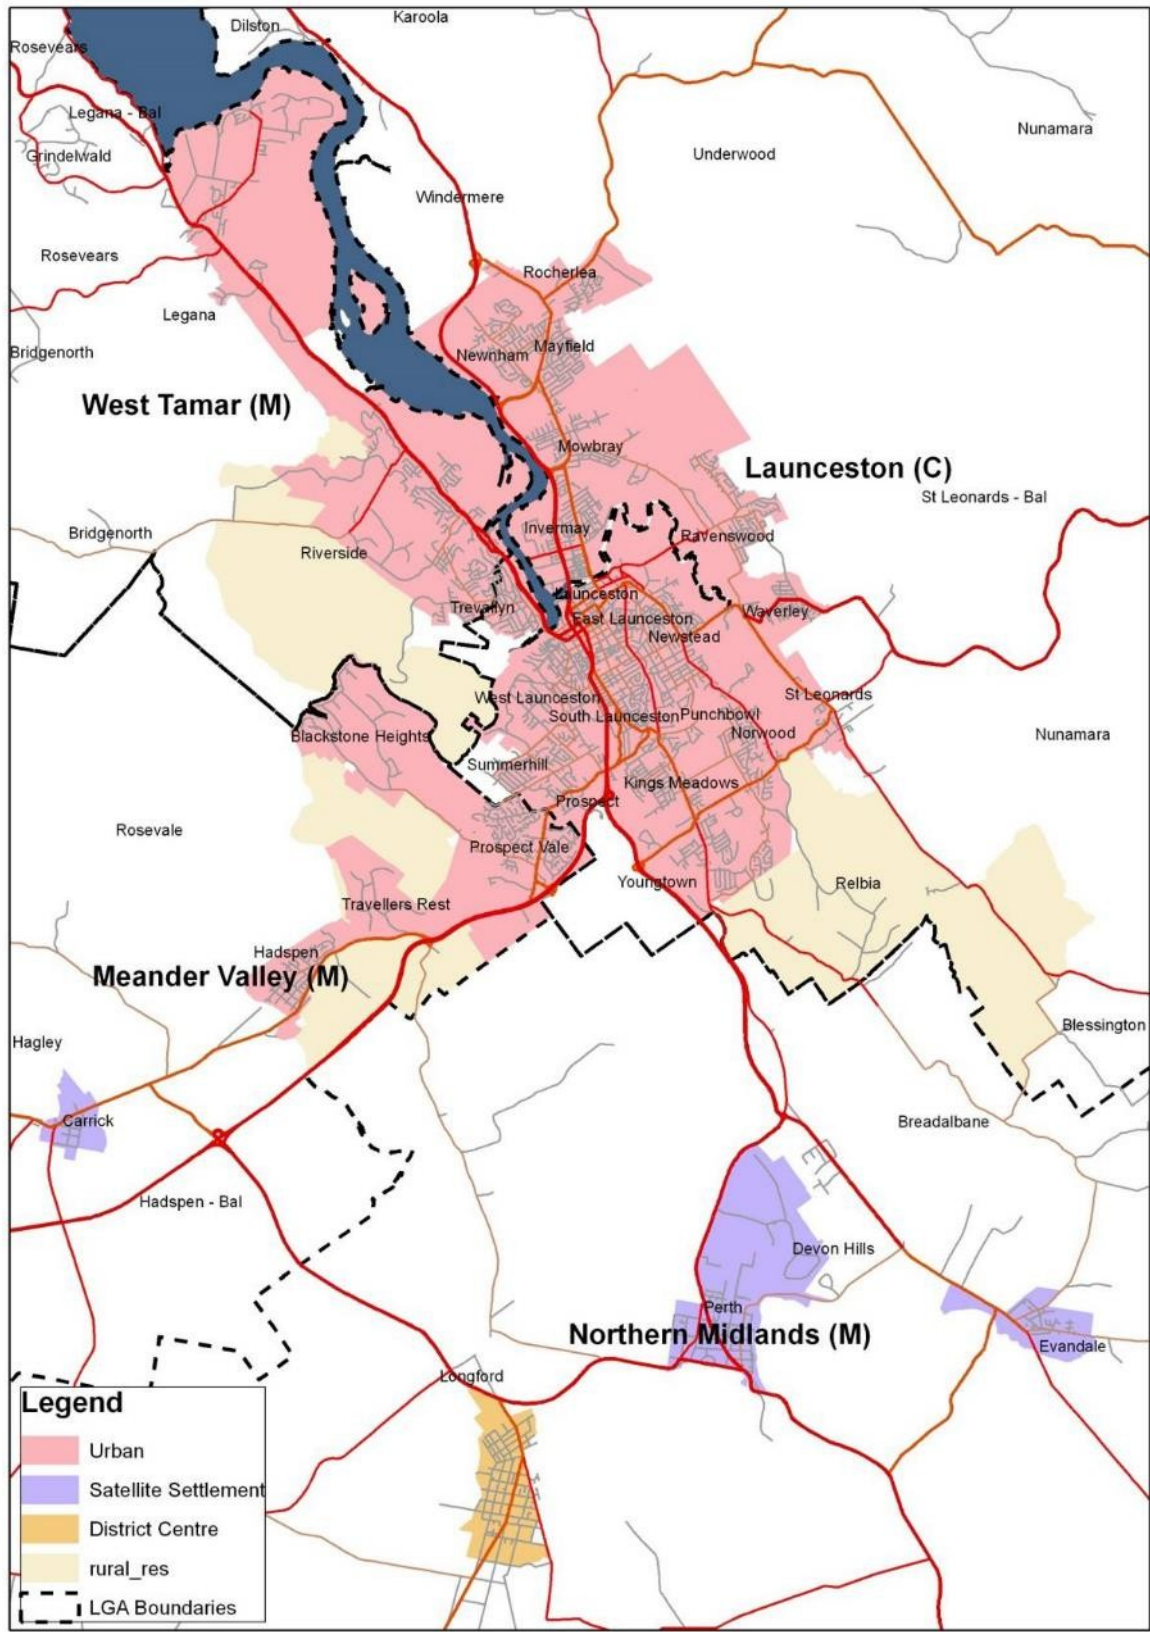 Karoola
Dilston
Rosevears
Legana - Bal
Nunamara
Grindelwald
Underwood
Windermere
Rosevears
Rocherlea
Legana
Bridgenorth
Newnham
Mayfield
West Tamar (M)
Mowbray
Launceston (C)
St Leonards - Bal
Bridgenorth
Invermay
Ravenswood
Riverside
Launceston
Trevallyn
Waverley
East Launceston
Newstead
St Leonards
West Launceston
South Launceston
Punchbowl
Norwood
Nunamara
Blackstone Heights
Summerhill
Kings Meadows
Prospect
Rosevale
Prospect Vale
Youngtown
Relbia
Travellers Rest
Hadspen
Meander Valley (M)
Blessington
Hagley
Carrick
Breadalbane
Hadspen - Bal
Devon Hills
Perth
Northern Midlands (M)
Evandale
Longford
Legend
Urban
Satellite Settlement
District Centre
rural_res
LGA Boundaries